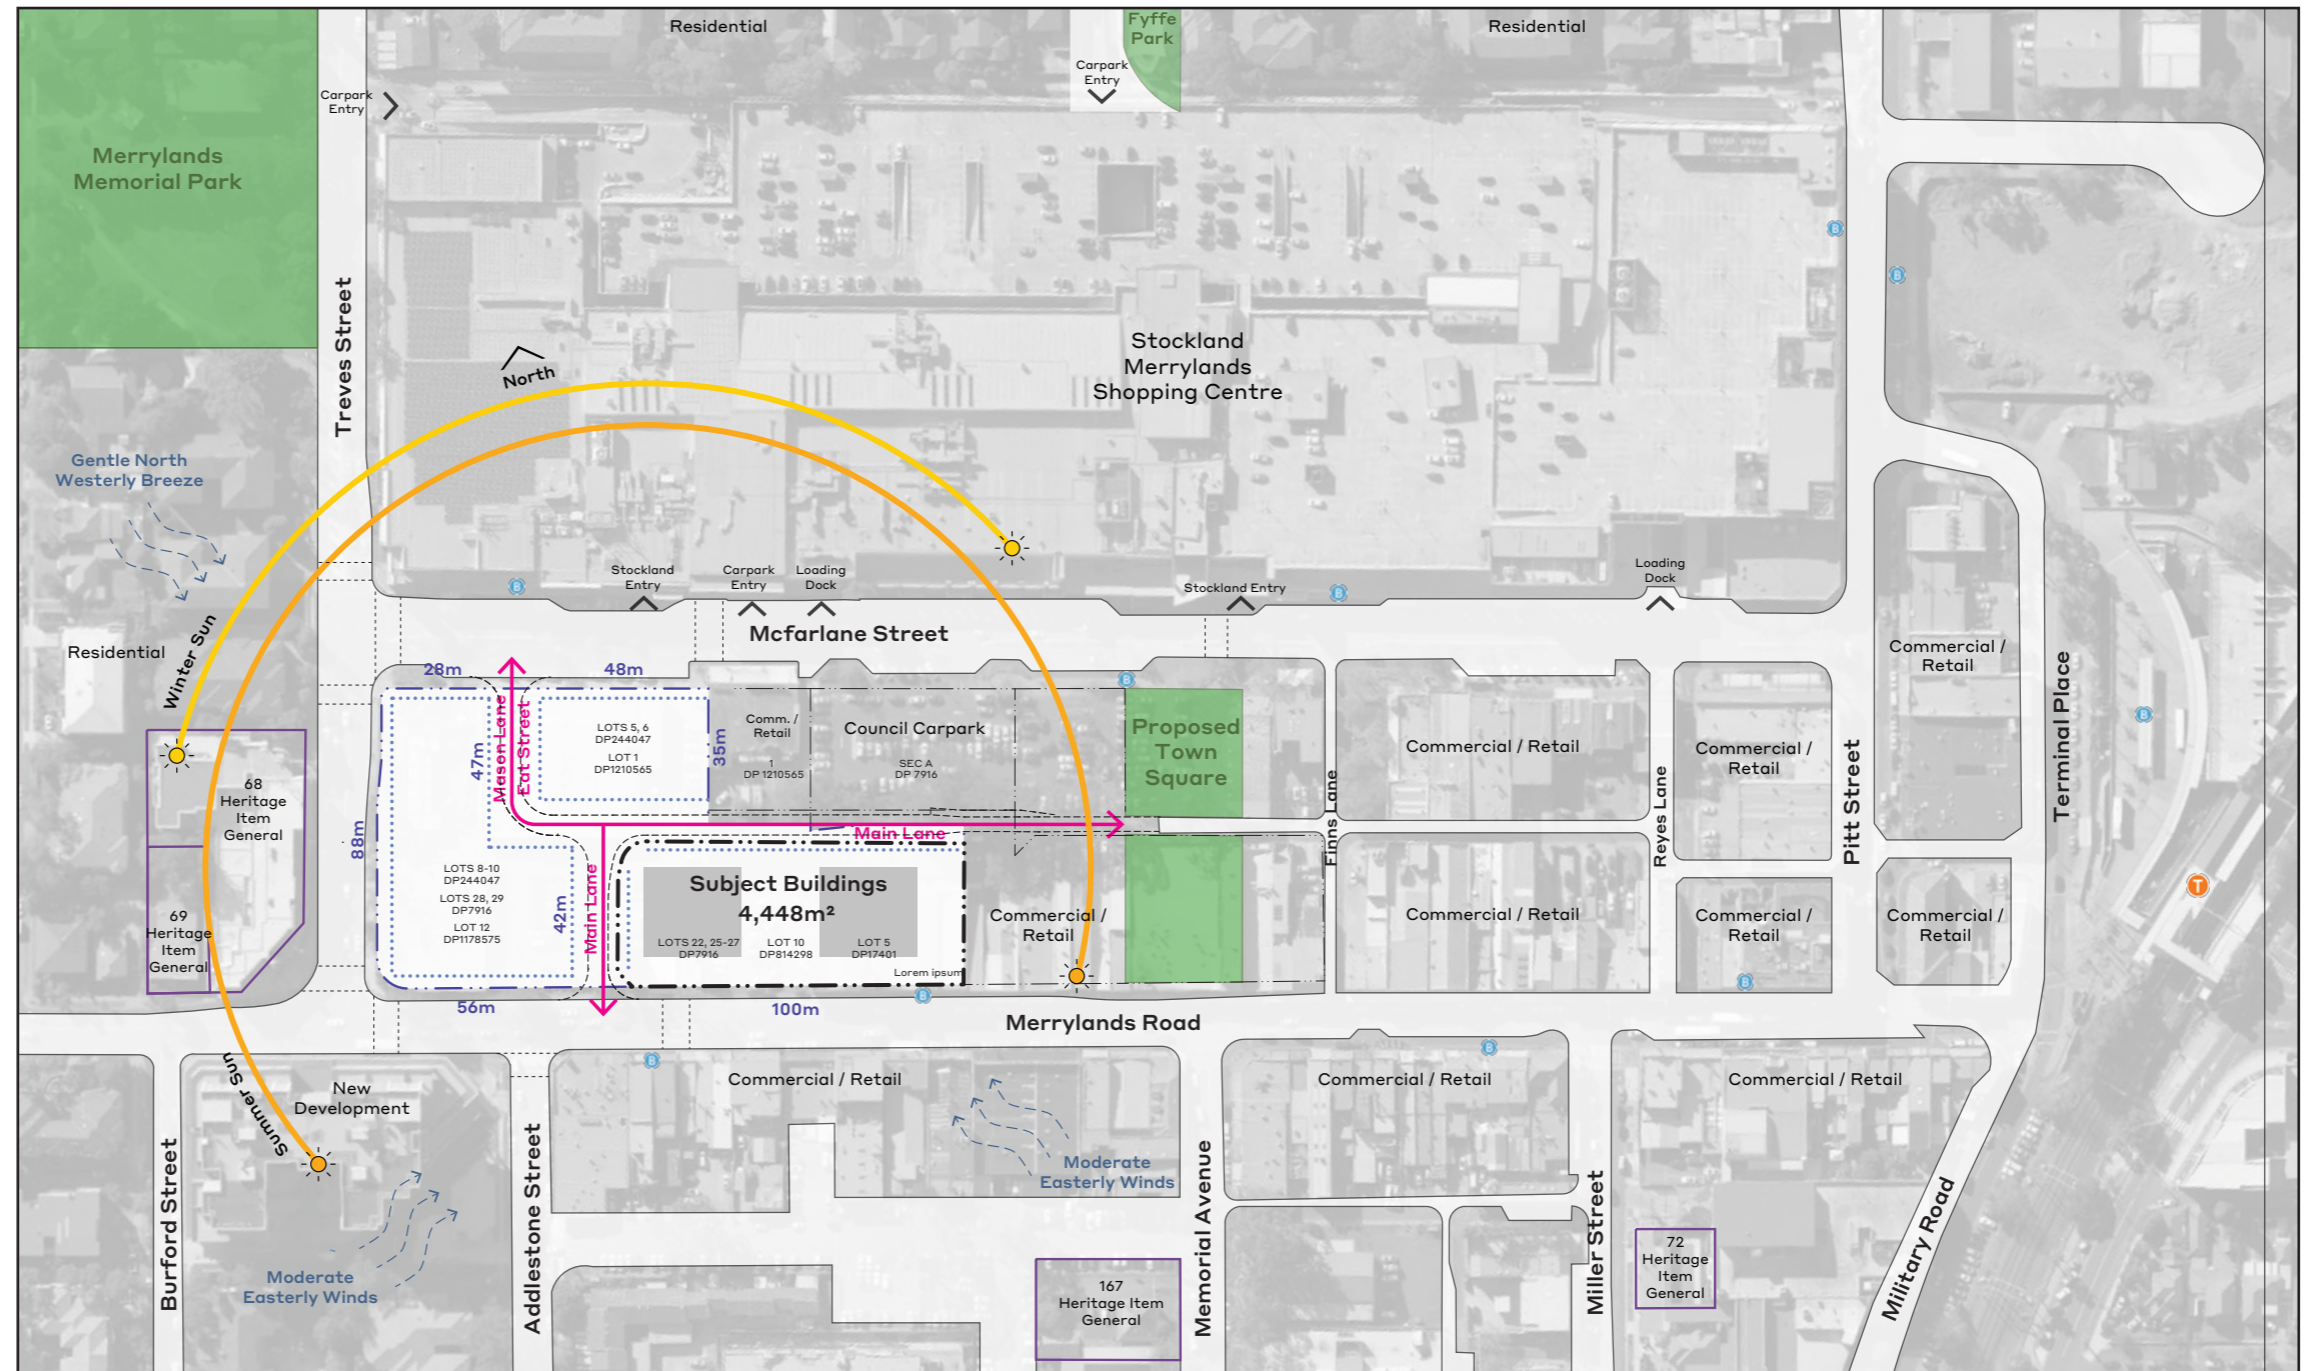 Residential
Fyffe
Park
Residential
Carpark
Entry
Carpark
Entry
Merrylands
Memorial Park
B
B
Treves Street
North
Stockland
Merrylands
Shopping Centre
Gentle North
Westerly Breeze
Winter Sun
Residential
B
Stockland
Entry
Carpark
Entry
Loading
Dock
Stockland Entry
B
Loading
Dock
Mcfarlane Street
28m
48m
B
Mason Lane
Eat Street
47m
35m
LOTS 5, 6
DP244047
LOT 1
DP1210565
Comm. /
Retail
1
DP 1210565
Council Carpark
SEC A
DP 7916
Proposed
Town
Square
Finns Lane
Commercial / Retail
Reyes Lane
Commercial /
Retail
Pitt Street
Commercial /
Retail
Terminal Place
B
T
68
Heritage
Item
General
69
Heritage
Item
General
88m
LOTS 8-10
DP244047
LOTS 28, 29
DP7916
LOT 12
DP1178575
42m
Main Lane
Main Lane
Subject Buildings
4,448m²
LOTS 22, 25-27
DP7916
LOT 10
DP814298
LOT 5
DP17401
Lorem ipsum
Commercial /
Retail
Commercial / Retail
Commercial /
Retail
B
Commercial /
Retail
56m
100m
B
Merrylands Road
Summer Sun
New
Development
B
Commercial / Retail
B
Commercial / Retail
Commercial / Retail
Moderate
Easterly Winds
Moderate
Easterly Winds
Burford Street
Addlestone Street
Memorial Avenue
Miller Street
Military Road
167
Heritage Item
General
72
Heritage
Item
General